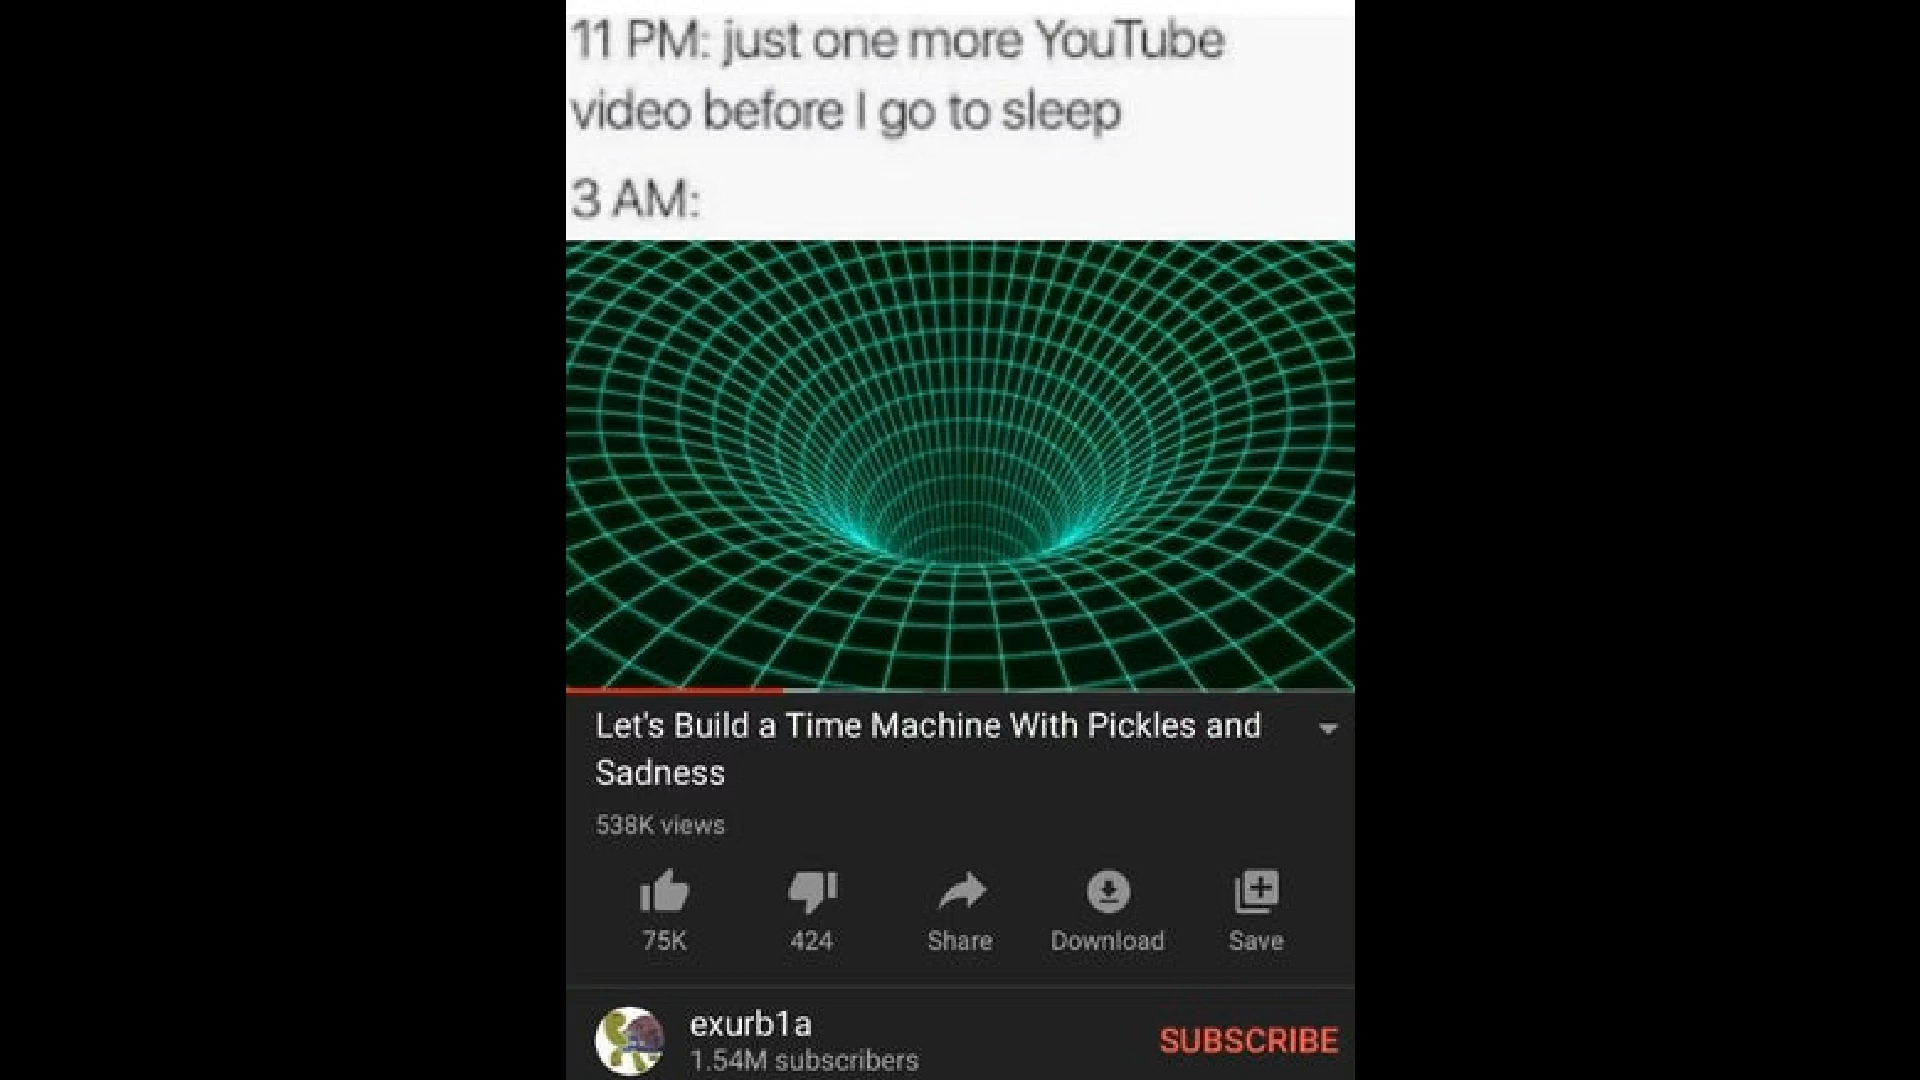 11 PM: just one more YouTube
video before I go to sleep
3 AM:
Let's Build a Time Machine With Pickles and
Sadness
538K views
75K
424
Share
Download
Save
exurb1a
1.54M subscribers
SUBSCRIBE